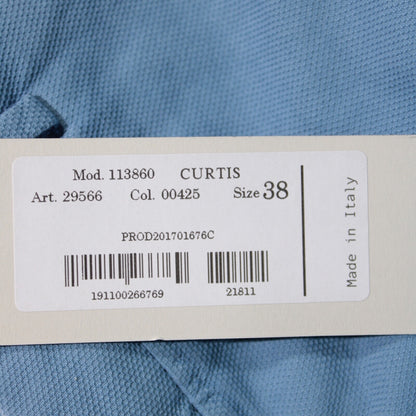 Mod. 113860 CURTIS
Art. 29566 Col. 00425 Size 38
PROD201701676C
191100266769 21811
Made in Italy